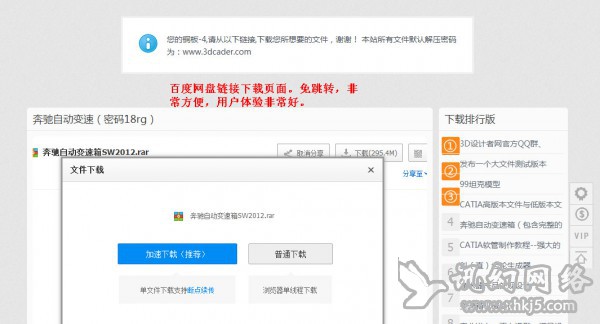 您的铜板-4,请从以下链接,下载您所想要的文件，谢谢！ 本站所有文件默认解压密码
为：www.3dcader.com
百度网盘链接下载页面。免跳转，非
常方便，用户体验非常好。
奔驰自动变速（密码18rg）
奔驰自动变速箱SW2012.rar
取消分享
下载(295.4M)
分享至
文件下载
×
奔驰自动变速箱SW2012.rar
加速下载（推荐）
普通下载
单文件下载支持断点续传
浏览器单线程下载
下载排行版
1 3D设计者网官方QQ群。
2 发布一个大文件测试版本
3 99坦克模型
CATIA高版本文件与低版本文
4 奔驰自动变速箱（包含完整的
5 CATIA软管制作教程--强大的
6
7
8
VIP
讯幻网络
www.xhkj5.com